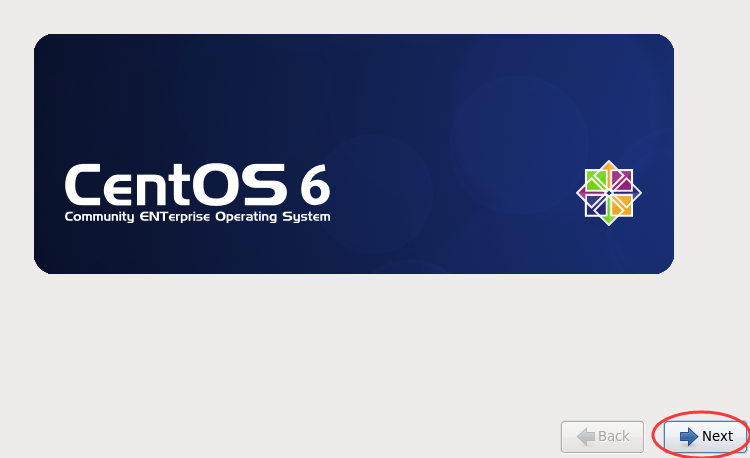 CentOS 6
Community ENTerprise Operating System
Back
Next